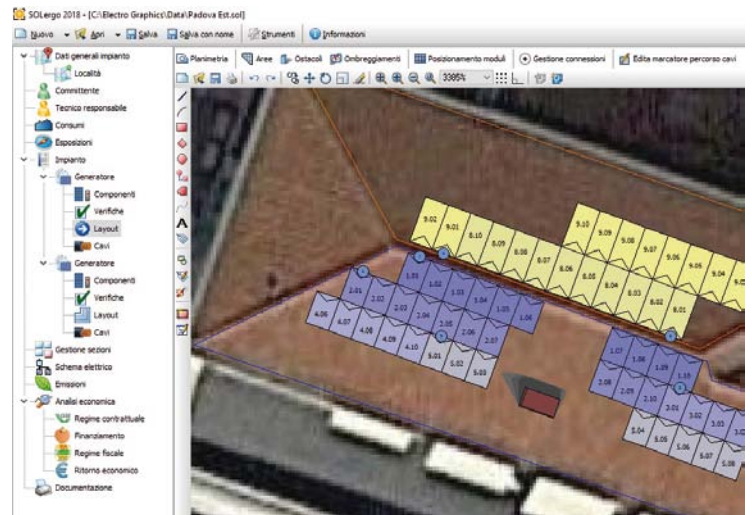 SOLergo 2018 - [C:\Electro Graphics\Data\Padova Est.sol]
Nuovo Apri Salva Salva con nome Strumenti Informazioni
Dati generali impianto
Località
Committente
Tecnico responsabile
Consumi
Esposizioni
Impianto
Generatore
Componenti
Verifiche
Layout
Cavi
Generatore
Componenti
Verifiche
Layout
Cavi
Gestione sezioni
Schema elettrico
Emissioni
Analisi economica
Regime contrattuale
Finanziamento
Regime fiscale
Ritorno economico
Documentazione
Planimetria Aree Ostacoli Ombreggiamenti Posizionamento moduli Gestione connessioni Edita marcatore percorso cavi
3385%
A
9.02 9.01 8.10 8.09 8.08 8.07 8.06 8.05 8.04 8.03 8.02 8.01
9.10 9.09 9.08 9.07 9.06 9.05 9.04
1.01 1.02 1.03 1.04 1.05 1.06
2.01 2.02 2.03 2.04 2.05 2.06 2.07
4.06 4.07 4.08 4.09 4.10 5.01 5.02 5.03
1.07 1.08 1.09 1.10
2.08 2.09 2.10 3.01 3.02 3.03
5.04 5.05 5.06 5.07 5.08